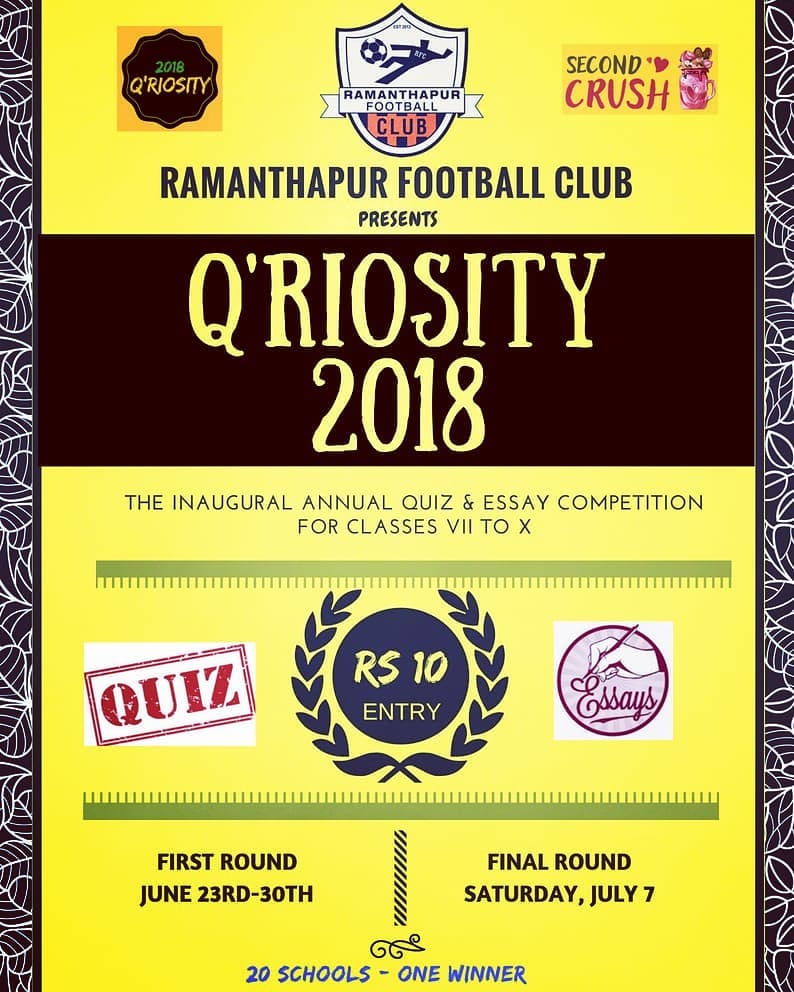 2018
Q'RIOSITY
EST 2013
RFC
RAMANTHAPUR
FOOTBALL
CLUB
SECOND
CRUSH
RAMANTHAPUR FOOTBALL CLUB
PRESENTS
Q'RIOSITY
2018
THE INAUGURAL ANNUAL QUIZ & ESSAY COMPETITION
FOR CLASSES VII TO X
QUIZ
RS 10
ENTRY
Essays
FIRST ROUND
JUNE 23RD-30TH
FINAL ROUND
SATURDAY, JULY 7
20 SCHOOLS - ONE WINNER